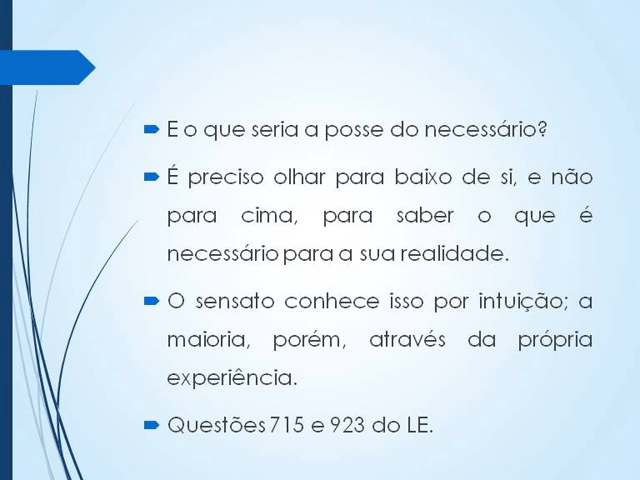 E o que seria a posse do necessário?
É preciso olhar para baixo de si, e não
para cima, para saber o que é
necessário para a sua realidade.
O sensato conhece isso por intuição; a
maioria, porém, através da própria
experiência.
Questões 715 e 923 do LE.